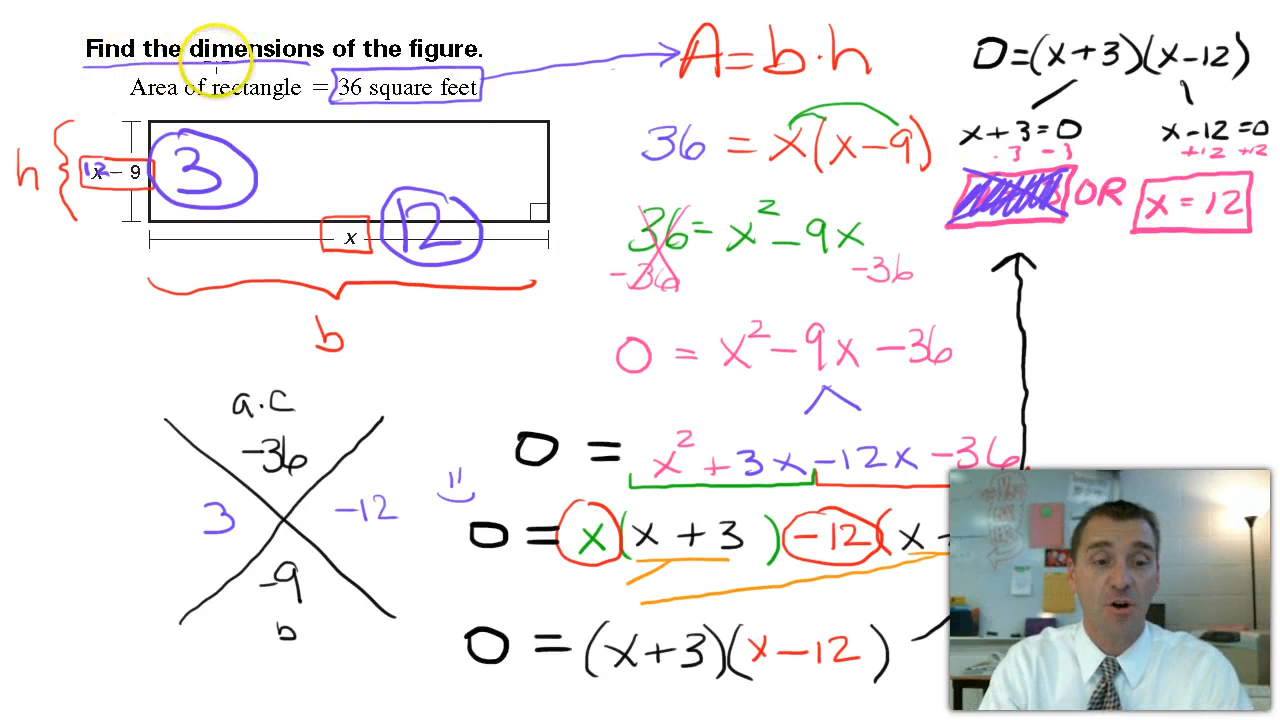 Find the dimensions of the figure.
Area of rectangle = 36 square feet
A = b·h
36 = x(x-9)
36 = x² - 9x
-36 -36
0 = x² - 9x - 36
0 = x² + 3x - 12x - 36
0 = x(x + 3) - 12(x -
0 = (x+3)(x-12)
0 = (x+3)(x-12)
x+3=0 x-12=0
-3 -3 +12 +12
OR x = 12
h 12 - 9 3
x 12
b
a.c
-36
3 -12
-9
b